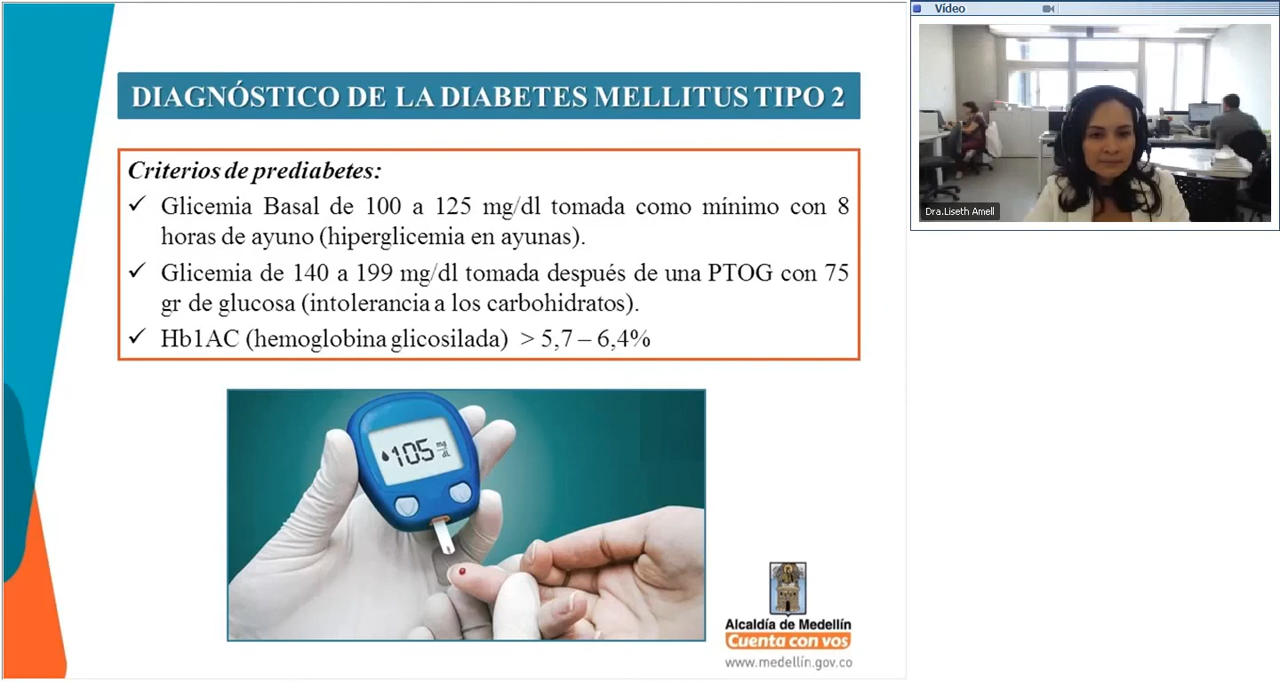 DIAGNÓSTICO DE LA DIABETES MELLITUS TIPO 2
Criterios de prediabetes:
✓ Glicemia Basal de 100 a 125 mg/dl tomada como mínimo con 8
horas de ayuno (hiperglicemia en ayunas).
✓ Glicemia de 140 a 199 mg/dl tomada después de una PTOG con 75
gr de glucosa (intolerancia a los carbohidratos).
✓ Hb1AC (hemoglobina glicosilada) > 5,7 – 6,4%
105 mg/dl
Alcaldía de Medellín
Cuenta con vos
www.medellín.gov.co
Vídeo
Dra.Liseth Amell